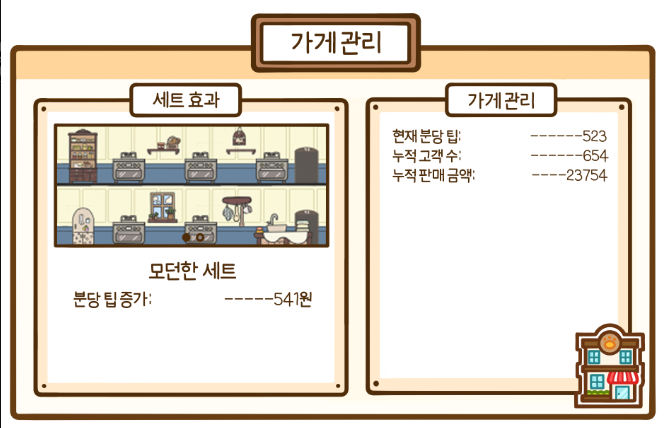 가게 관리
세트 효과
모던한 세트
분당 팁 증가: -----541원
가게 관리
현재 분당 팁: ------523
누적 고객 수: ------654
누적 판매 금액: ----23754